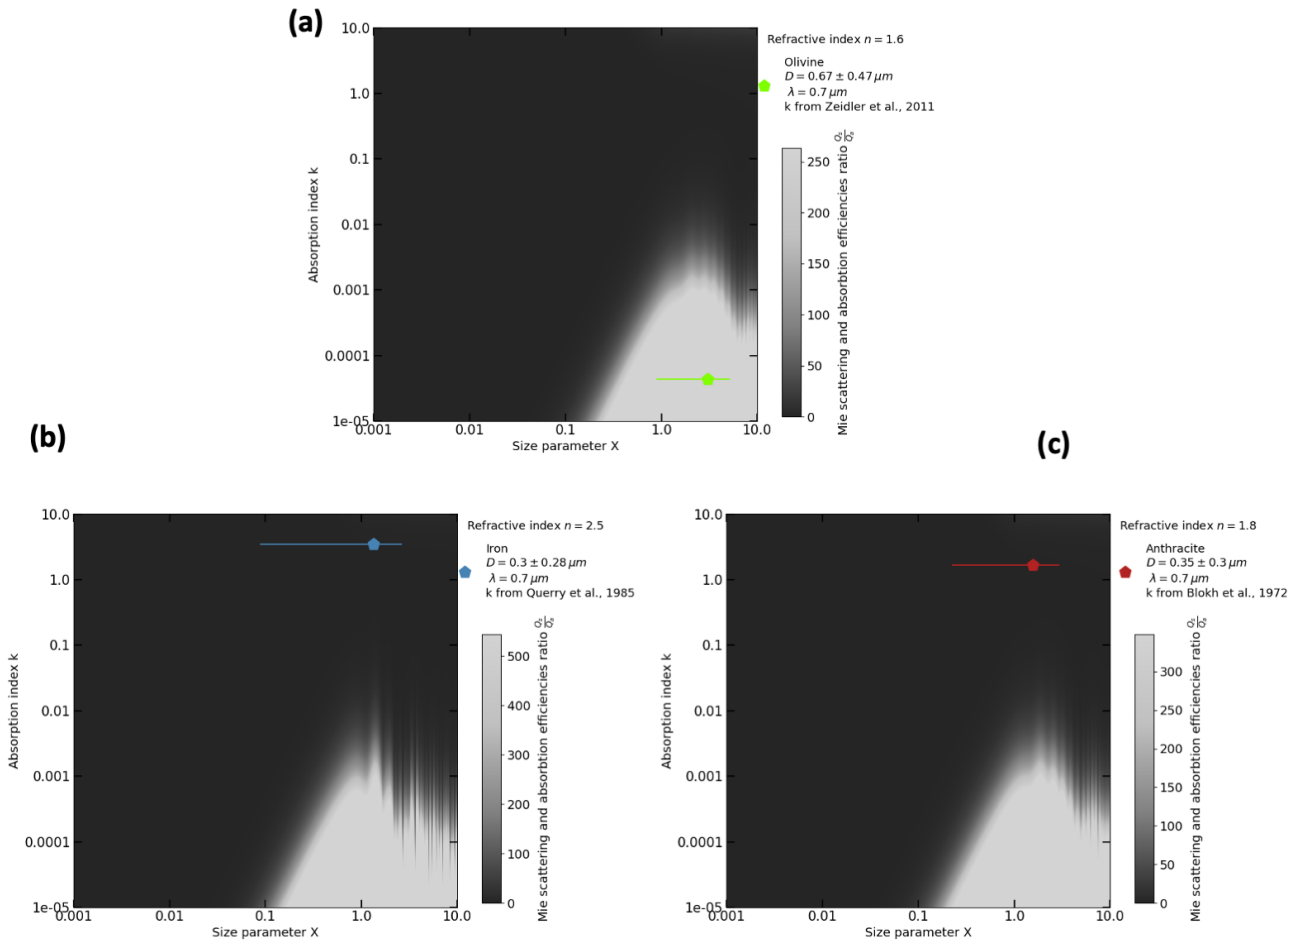 (a)
10.0
1.0
0.1
0.01
0.001
0.0001
1e-05
Absorption index k
0.001
0.01
0.1
1.0
10.0
Size parameter X
Refractive index n = 1.6
Olivine
D = 0.67 ± 0.47 μm
λ = 0.7 μm
k from Zeidler et al., 2011
250
200
150
100
50
0
Mie scattering and absorbtion efficiencies ratio Qs/Qa
(b)
10.0
1.0
0.1
0.01
0.001
0.0001
1e-05
Absorption index k
0.001
0.01
0.1
1.0
10.0
Size parameter X
Refractive index n = 2.5
Iron
D = 0.3 ± 0.28 μm
λ = 0.7 μm
k from Querry et al., 1985
500
400
300
200
100
0
Mie scattering and absorbtion efficiencies ratio Qs/Qa
(c)
10.0
1.0
0.1
0.01
0.001
0.0001
1e-05
Absorption index k
0.001
0.01
0.1
1.0
10.0
Size parameter X
Refractive index n = 1.8
Anthracite
D = 0.35 ± 0.3 μm
λ = 0.7 μm
k from Blokh et al., 1972
300
250
200
150
100
50
0
Mie scattering and absorbtion efficiencies ratio Qs/Qa